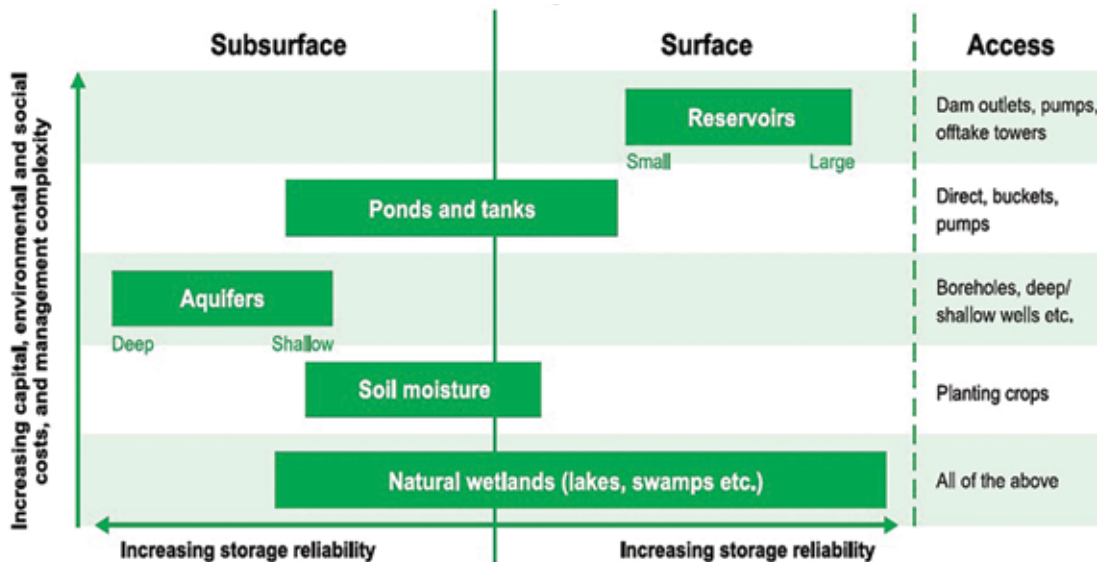 Subsurface
Surface
Access
Increasing capital, environmental and social
costs, and management complexity
Reservoirs
Small
Large
Dam outlets, pumps,
offtake towers
Ponds and tanks
Direct, buckets,
pumps
Aquifers
Deep
Shallow
Boreholes, deep/
shallow wells etc.
Soil moisture
Planting crops
Natural wetlands (lakes, swamps etc.)
All of the above
Increasing storage reliability
Increasing storage reliability